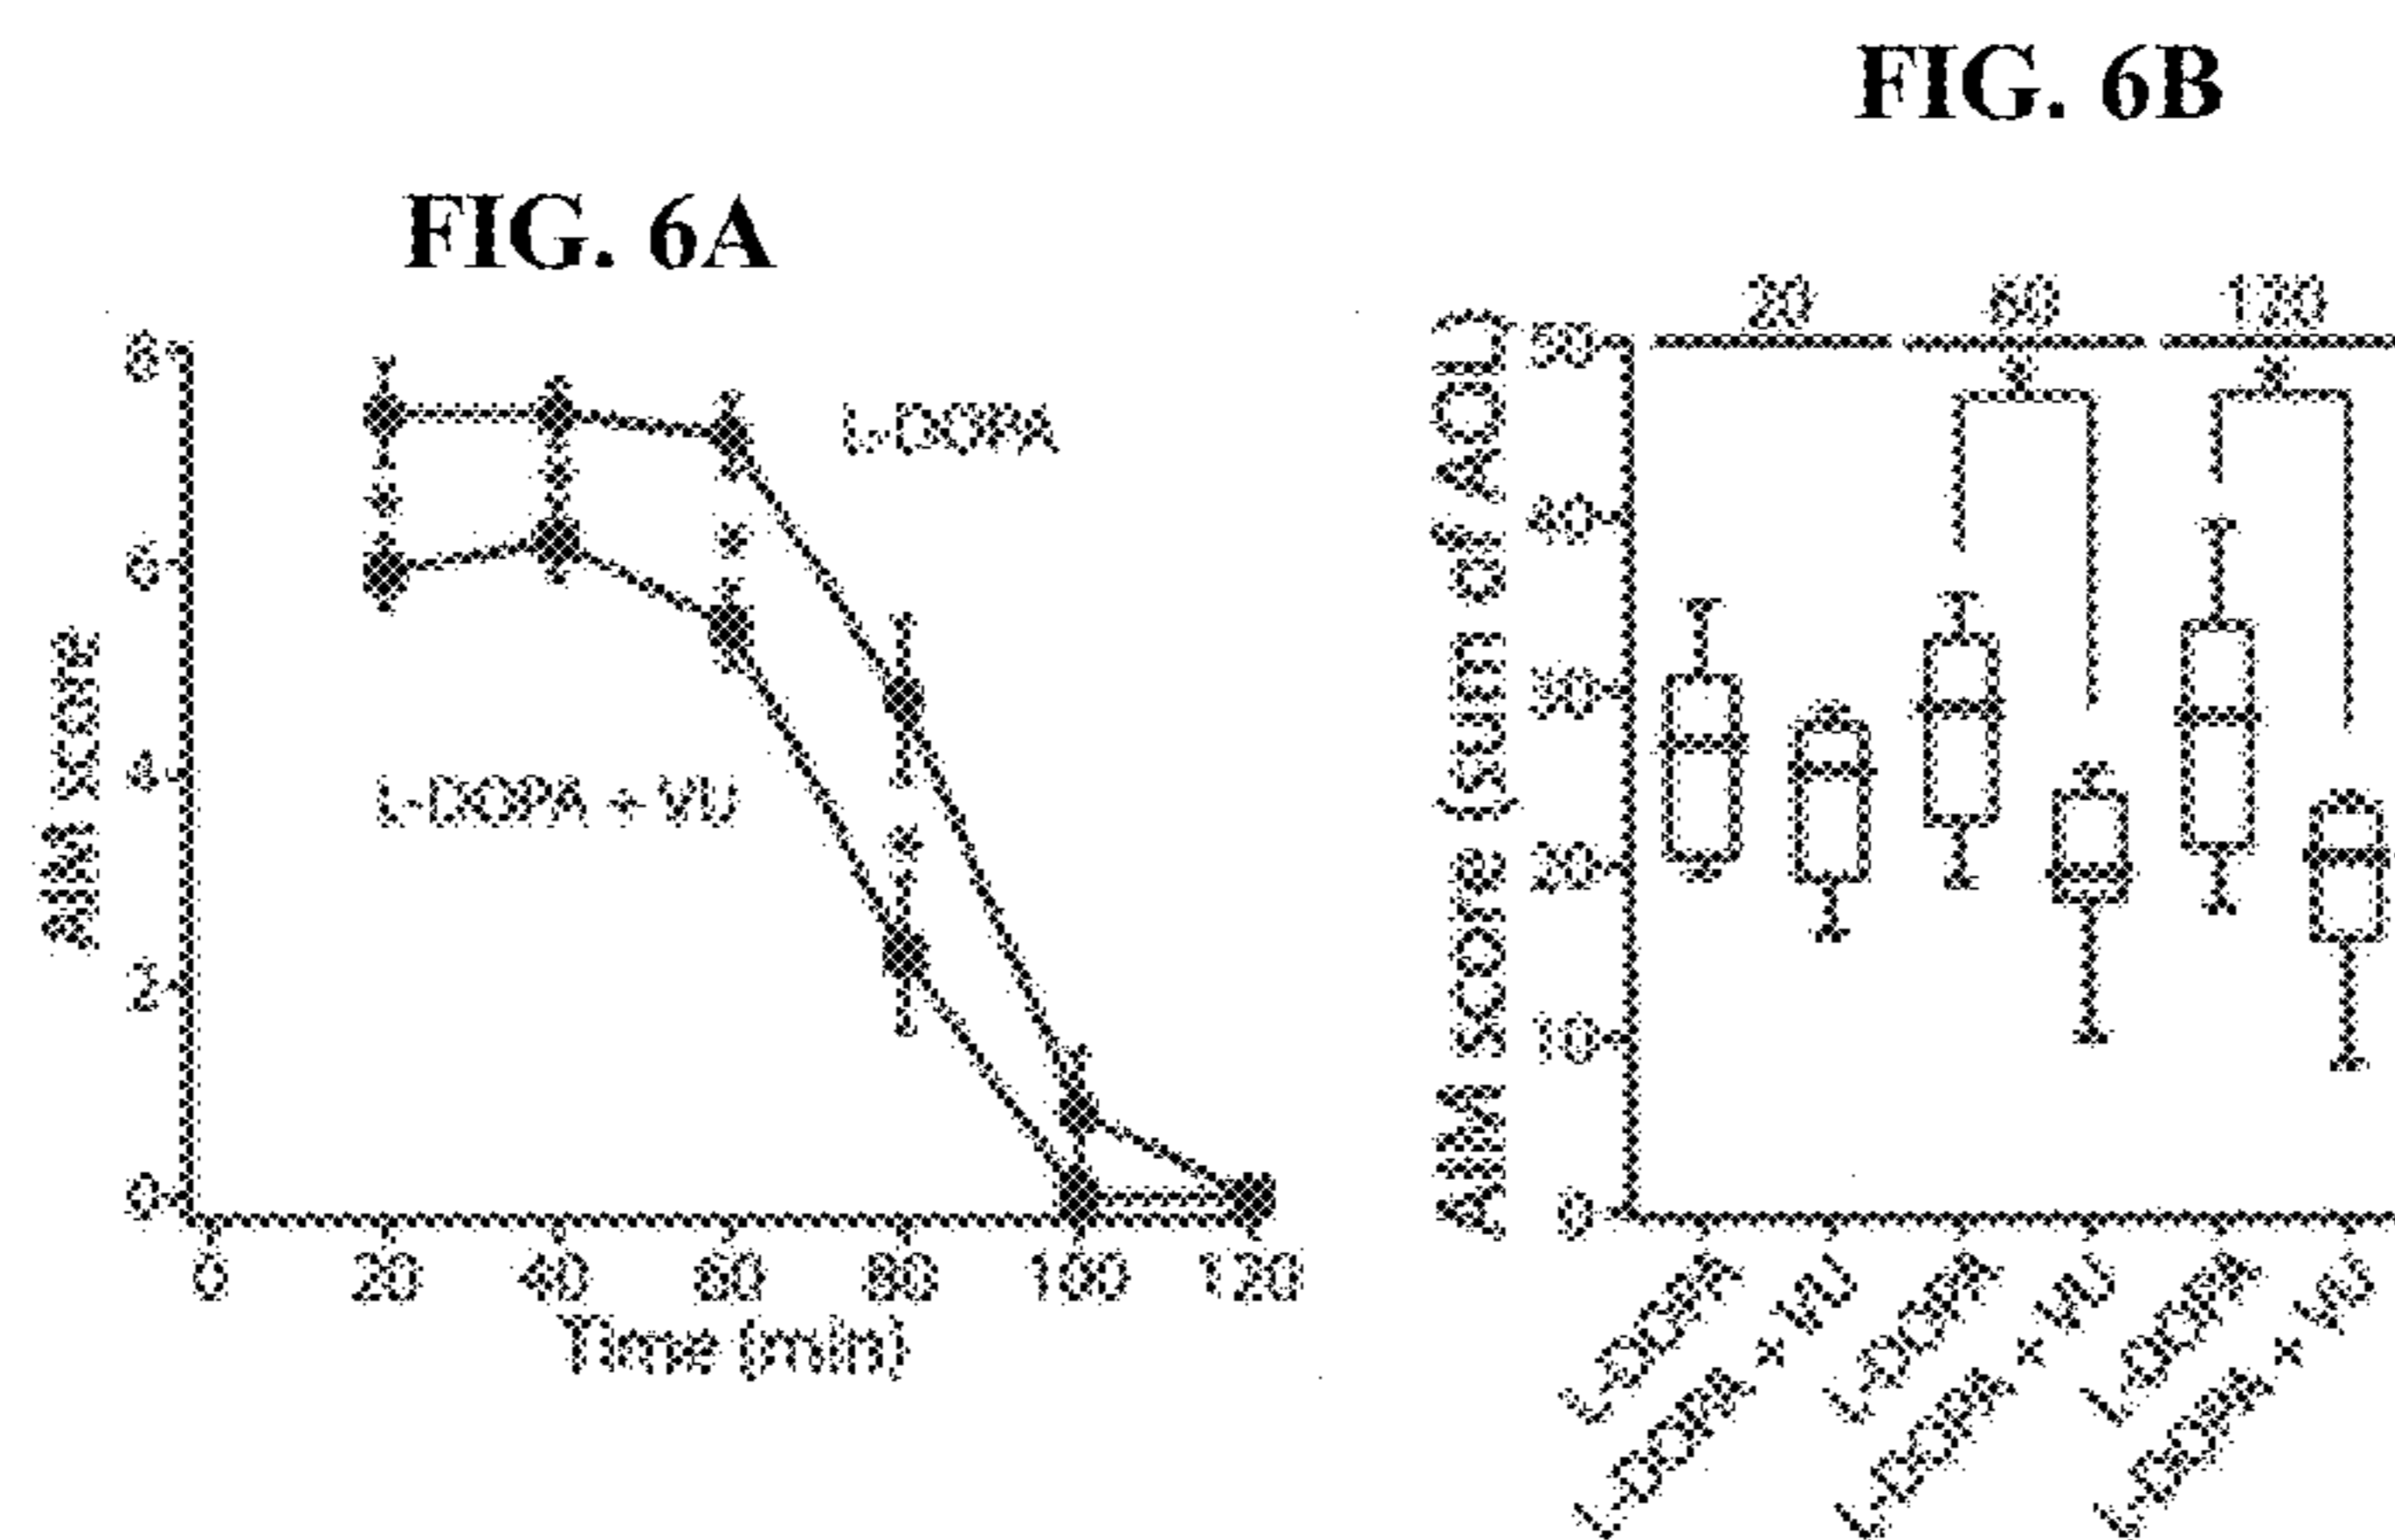 FIG. 6A
8
6
4
2
0
AIM score
L-DOPA
L-DOPA + VU
0 20 40 60 80 100 120
Time (min)
FIG. 6B
20 60 120
* *
50
40
30
20
10
0
AIM score (sum of AOL)
L-DOPA
L-DOPA + VU
L-DOPA
L-DOPA + VU
L-DOPA
L-DOPA + VU